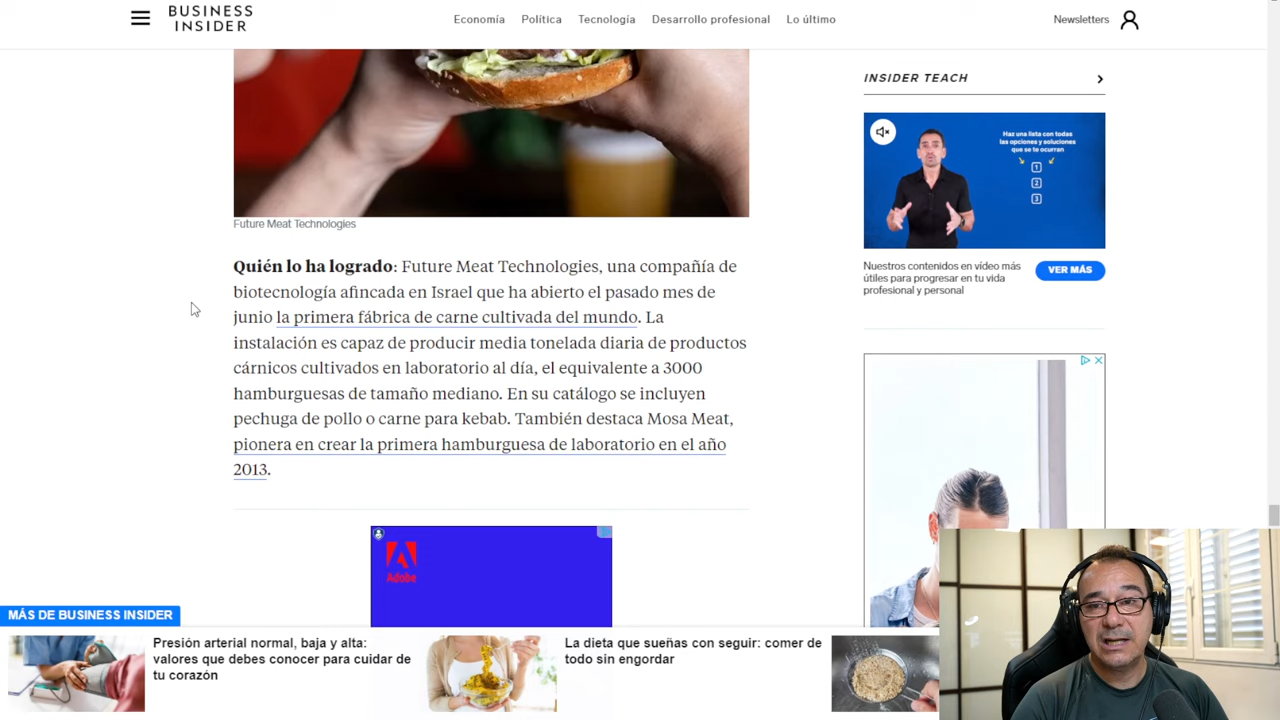 BUSINESS
INSIDER
Economía Política Tecnología Desarrollo profesional Lo último
Newsletters
Future Meat Technologies
Quién lo ha logrado: Future Meat Technologies, una compañía de
biotecnología afincada en Israel que ha abierto el pasado mes de
junio la primera fábrica de carne cultivada del mundo. La
instalación es capaz de producir media tonelada diaria de productos
cárnicos cultivados en laboratorio al día, el equivalente a 3000
hamburguesas de tamaño mediano. En su catálogo se incluyen
pechuga de pollo o carne para kebab. También destaca Mosa Meat,
pionera en crear la primera hamburguesa de laboratorio en el año
2013.
INSIDER TEACH
Haz una lista con todas
las opciones y soluciones
que se te ocurran
1
2
3
Nuestros contenidos en vídeo más
útiles para progresar en tu vida
profesional y personal
VER MÁS
Adobe
MÁS DE BUSINESS INSIDER
Presión arterial normal, baja y alta:
valores que debes conocer para cuidar de
tu corazón
La dieta que sueñas con seguir: comer de
todo sin engordar